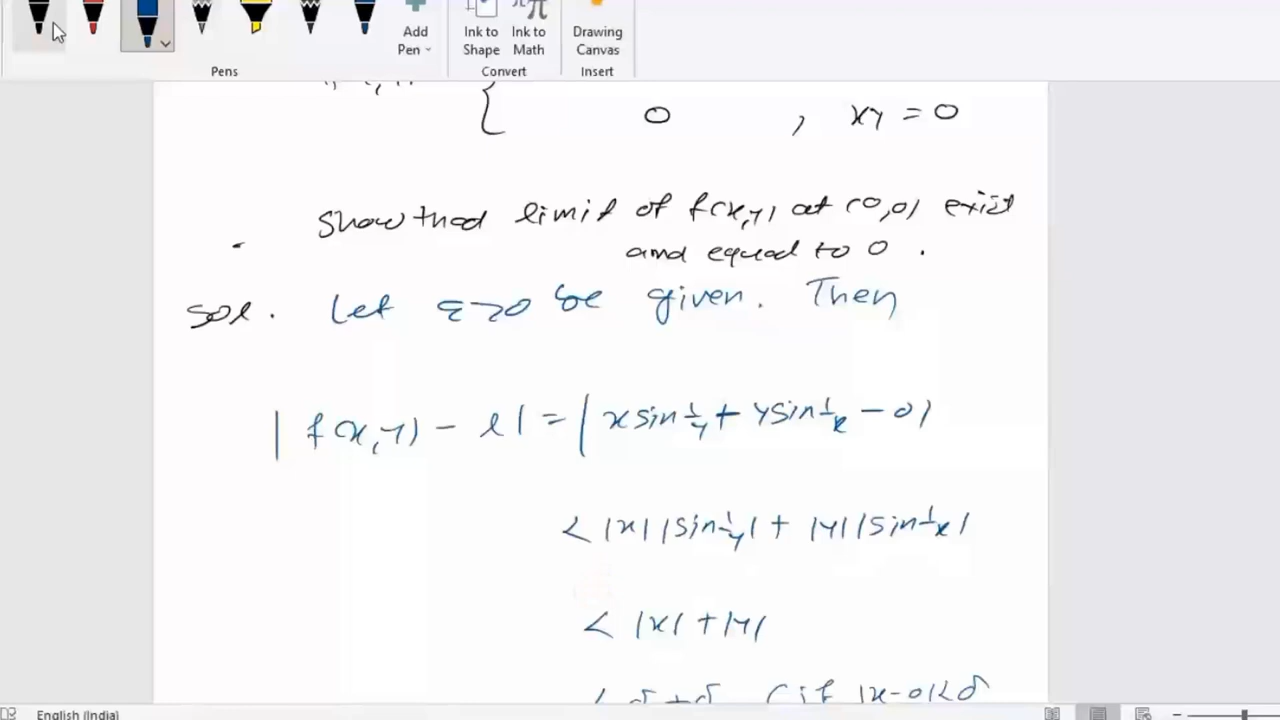 Add Pen
Ink to Shape
Ink to Math
Drawing Canvas
Pens
Convert
Insert
0 , xy = 0
Show that limit of f(x,y) at (0,0) exist
and equal to 0 .
Sol. Let ε>0 be given. Then
|f(x,y) - l| = |x sin 1/y + y sin 1/x - 0|
< |x| |sin 1/y| + |y| |sin 1/x|
< |x| + |y|
< δ + δ (if |x-0|<δ
English (India)